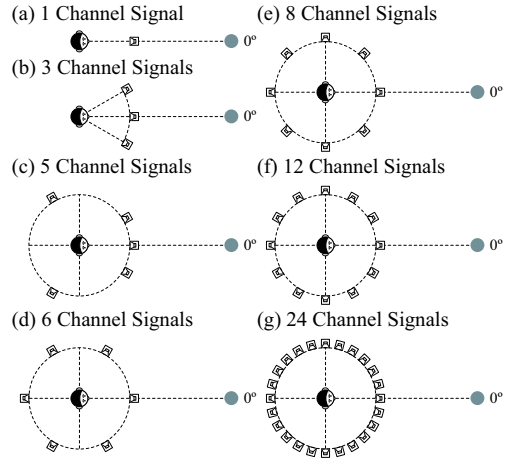 (a) 1 Channel Signal
0º
(b) 3 Channel Signals
0º
(c) 5 Channel Signals
0º
(d) 6 Channel Signals
0º
(e) 8 Channel Signals
0º
(f) 12 Channel Signals
0º
(g) 24 Channel Signals
0º